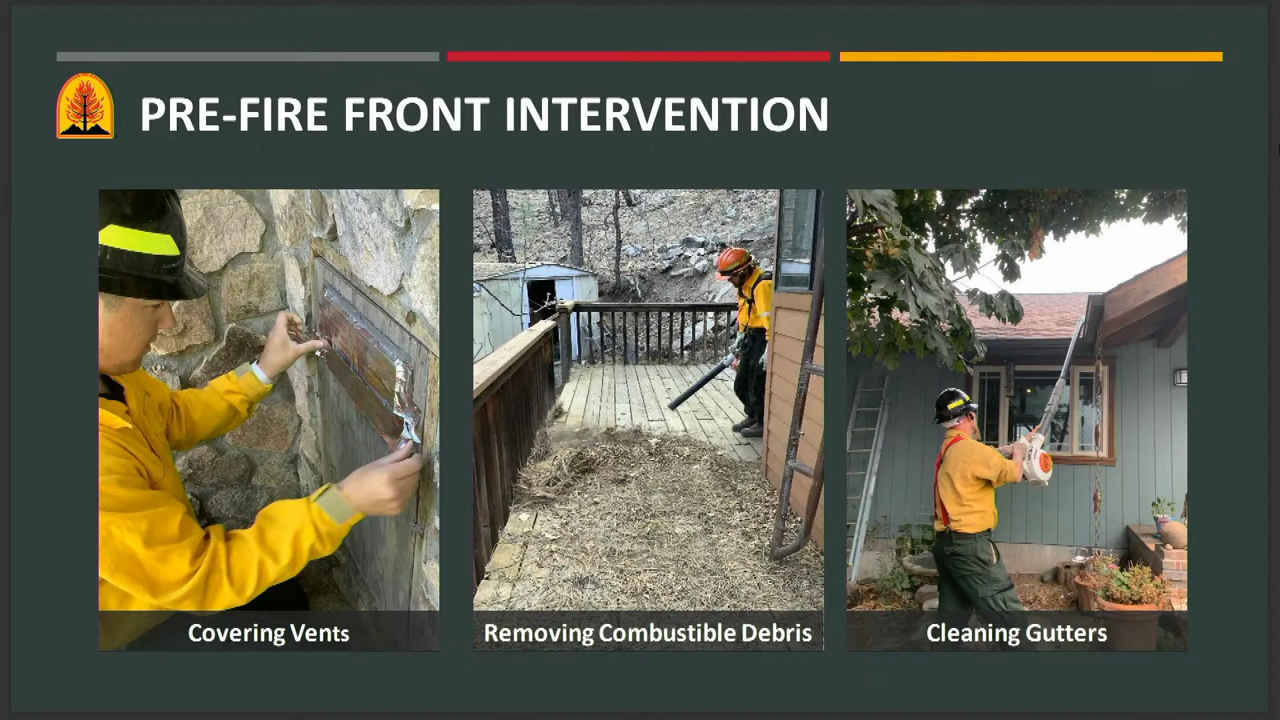 PRE-FIRE FRONT INTERVENTION
Covering Vents
Removing Combustible Debris
Cleaning Gutters